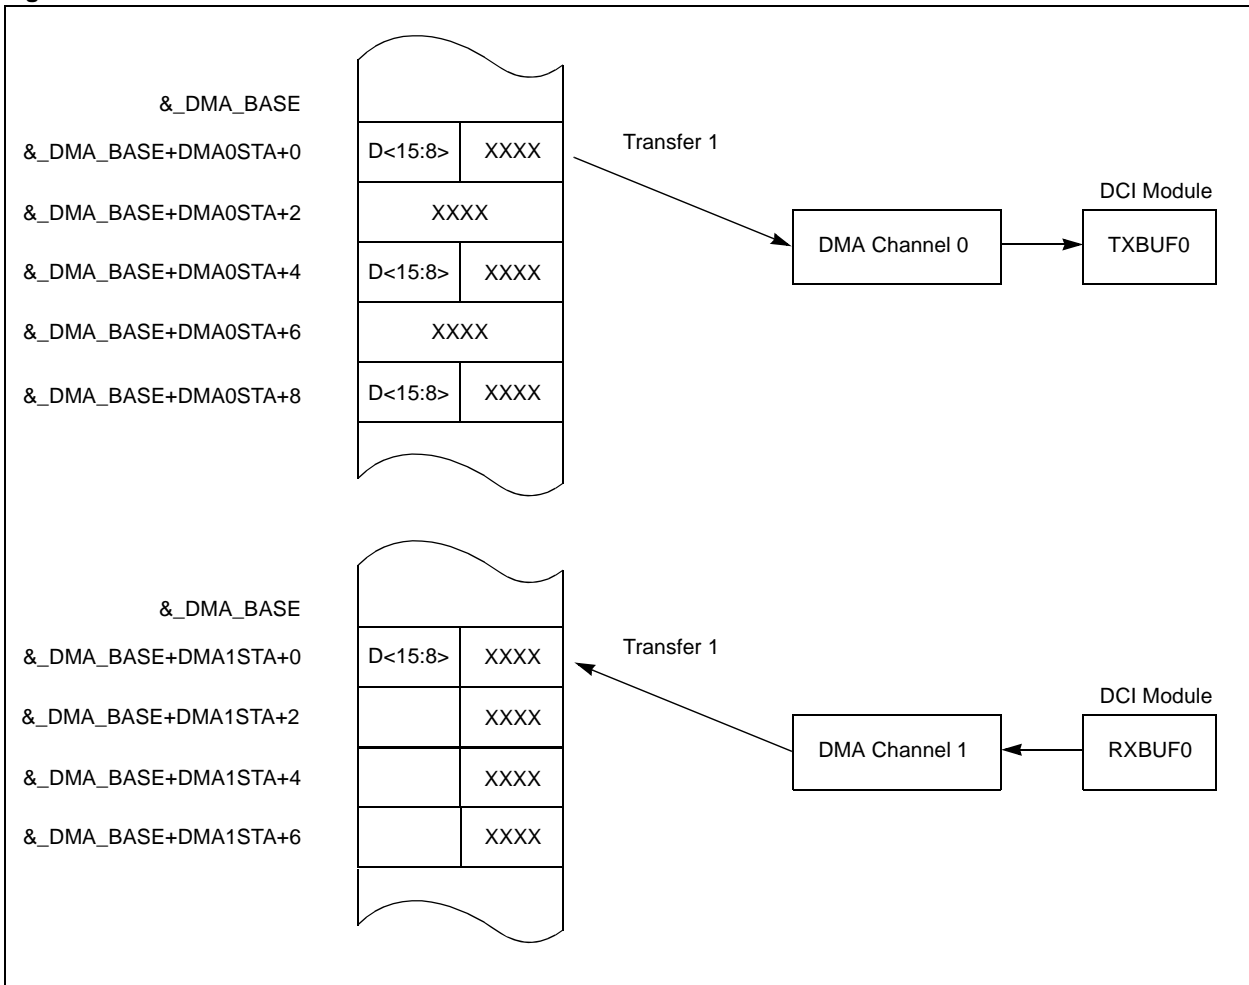 &_DMA_BASE
&_DMA_BASE+DMA0STA+0 D<15:8> XXXX Transfer 1
&_DMA_BASE+DMA0STA+2 XXXX DCI Module
DMA Channel 0 TXBUF0
&_DMA_BASE+DMA0STA+4 D<15:8> XXXX
&_DMA_BASE+DMA0STA+6 XXXX
&_DMA_BASE+DMA0STA+8 D<15:8> XXXX
&_DMA_BASE
&_DMA_BASE+DMA1STA+0 D<15:8> XXXX Transfer 1
&_DMA_BASE+DMA1STA+2 XXXX DCI Module
DMA Channel 1 RXBUF0
&_DMA_BASE+DMA1STA+4 XXXX
&_DMA_BASE+DMA1STA+6 XXXX